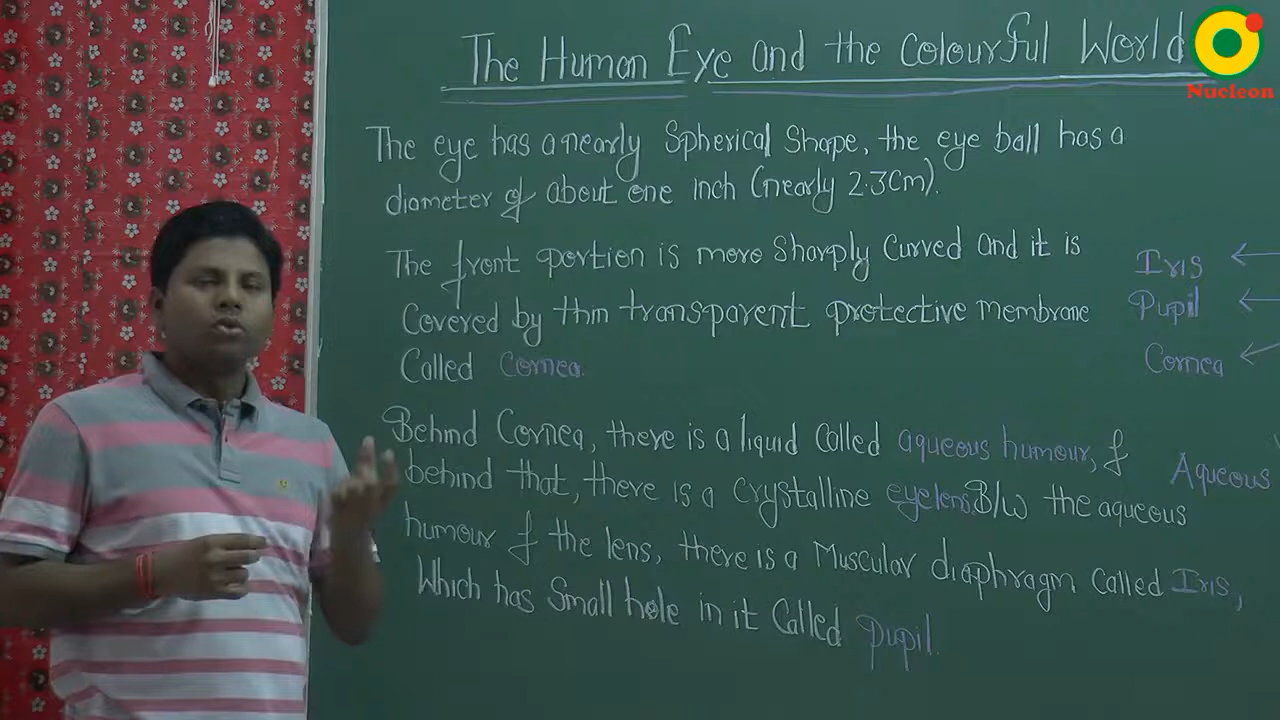 The Human Eye and the Colourful World
Nucleon
The eye has a nearly Spherical Shape, the eye ball has a
diameter of about one inch (nearly 2.3cm).
The front portion is more Sharply Curved and it is
Covered by thin transparent protective Membrane
Called Cornea
Iris
Pupil
Cornea
Behind Cornea, there is a liquid called aqueous humour, &
behind that, there is a crystalline eyelens. B/w the aqueous
humour & the lens, there is a Muscular diaphragm called Iris,
Which has Small hole in it Called pupil.
Aqueous